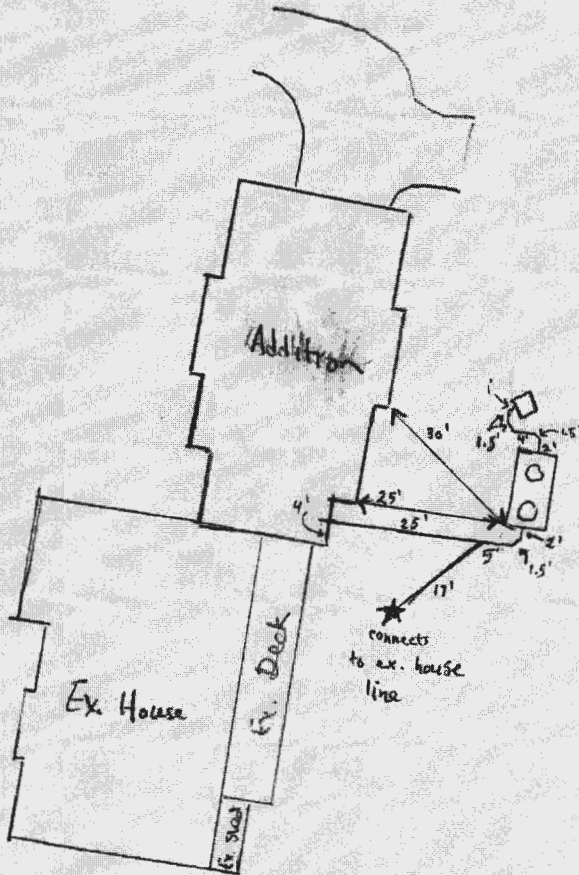 Addition
i
1.5'
4'
1.5'
2'
30'
25'
4'
25'
2'
5'
1.5'
17'
connects
to ex. house
line
Ex. House
Ex. Deck
Ex. Shed